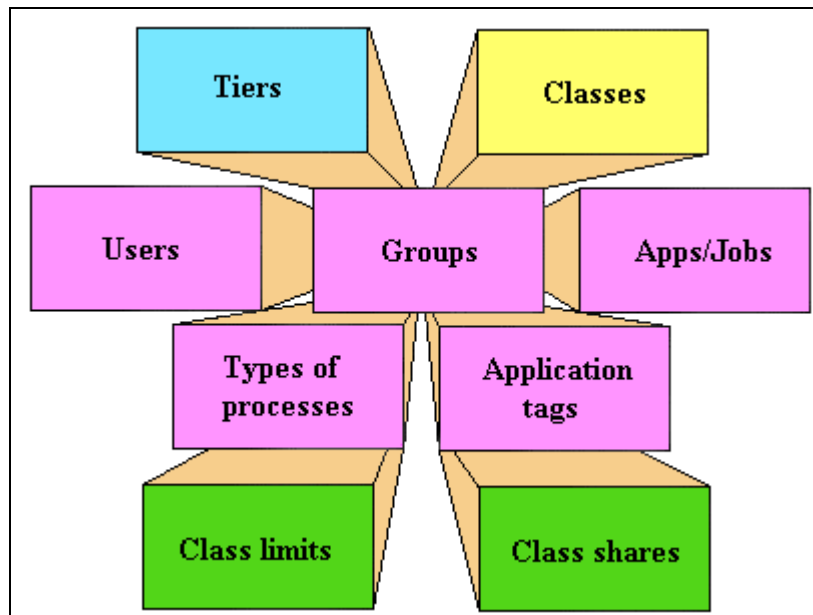 Tiers
Classes
Users
Groups
Apps/Jobs
Types of
processes
Application
tags
Class limits
Class shares